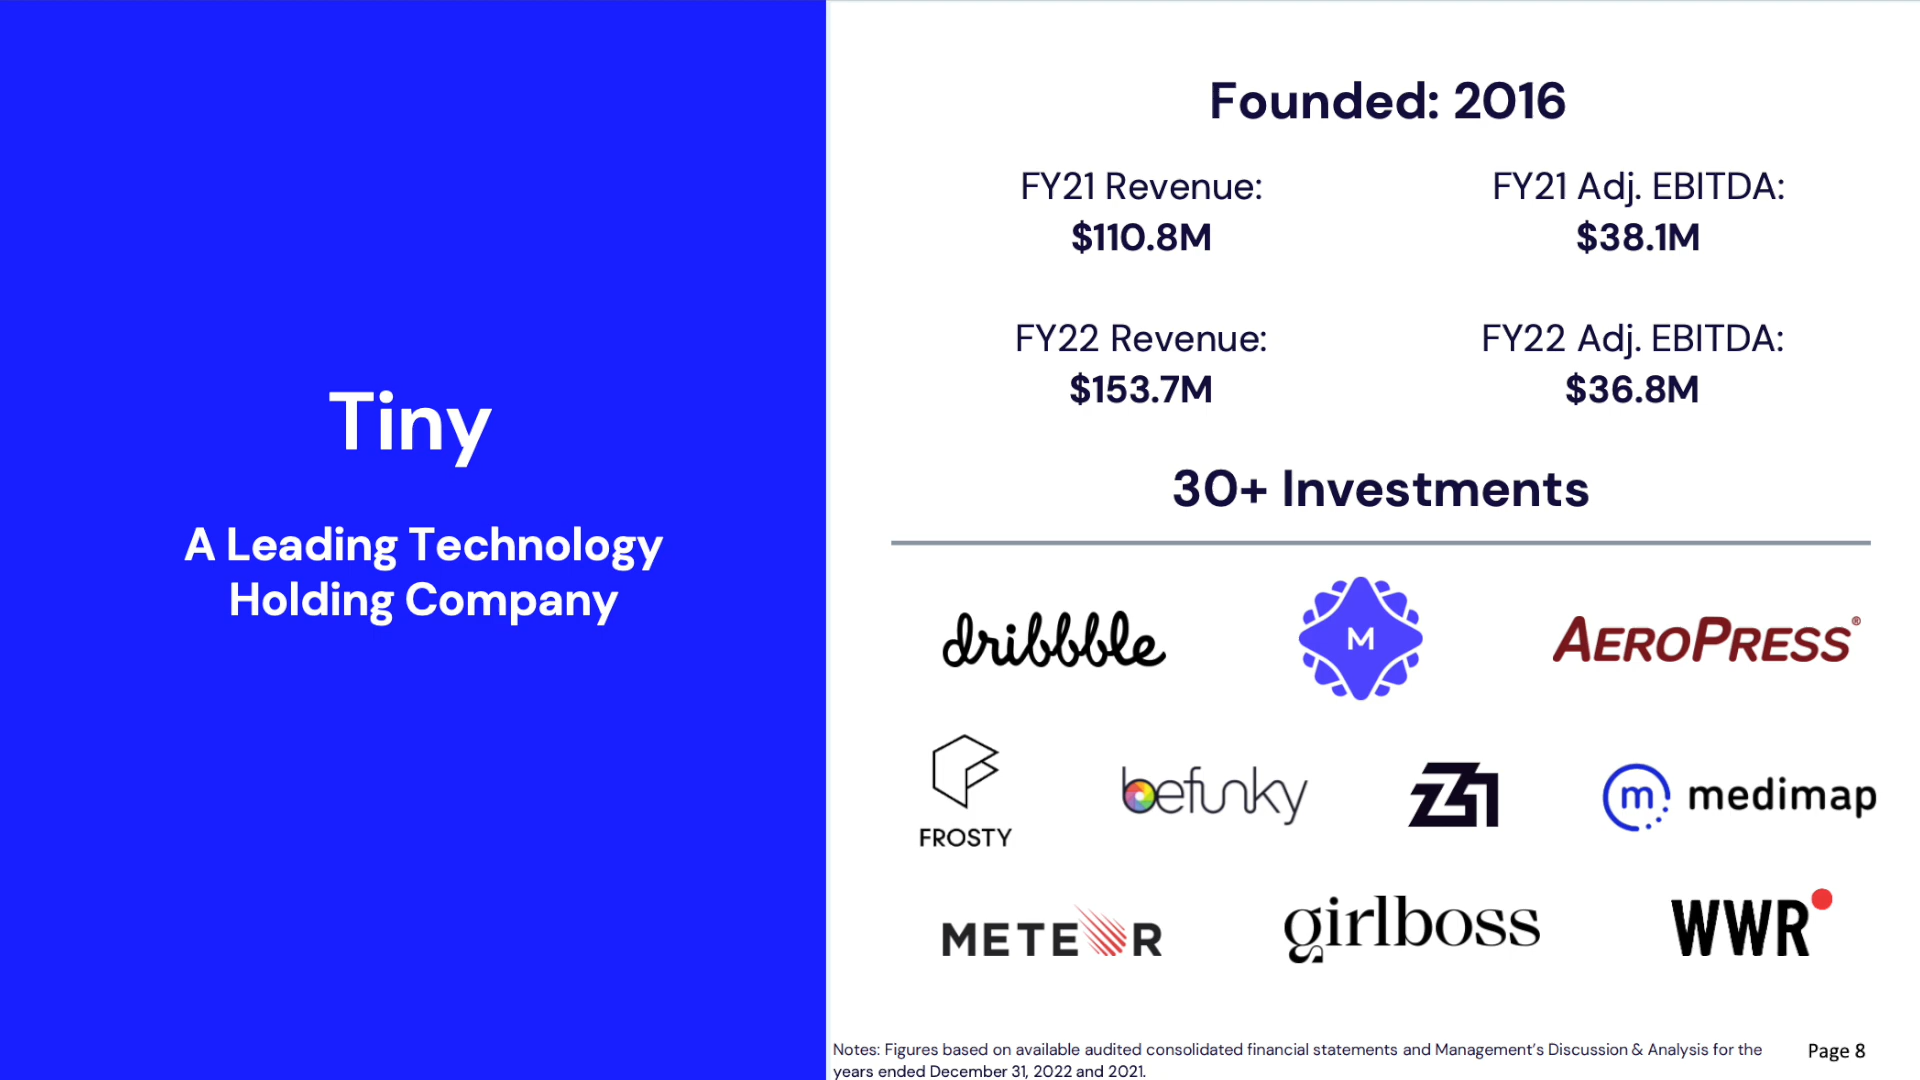 Tiny
A Leading Technology
Holding Company
Founded: 2016
FY21 Revenue:
$110.8M
FY21 Adj. EBITDA:
$38.1M
FY22 Revenue:
$153.7M
FY22 Adj. EBITDA:
$36.8M
30+ Investments
dribbble
M
AEROPRESS®
FROSTY
befunky
Z1
m medimap
METEOR
girlboss
WWR
Notes: Figures based on available audited consolidated financial statements and Management's Discussion & Analysis for the
years ended December 31, 2022 and 2021.
Page 8